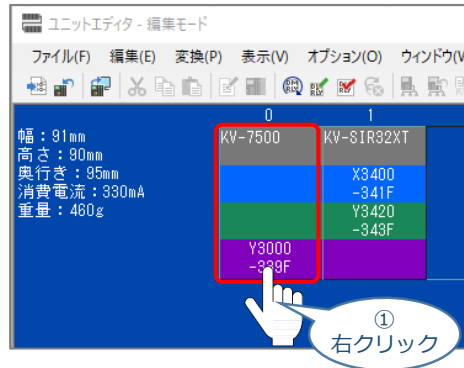 ユニットエディタ - 編集モード
ファイル(F) 編集(E) 変換(P) 表示(V) オプション(O) ウィンドウ(V
0 1
幅：91mm
高さ：90mm
奥行き：95mm
消費電流：330mA
重量：460g
KV-7500 KV-SIR32XT
X3400
-341F
Y3420
-343F
Y3000
-339F
①
右クリック